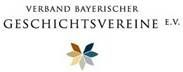 VERBAND BAYERISCHER
GESCHICHTSVEREINE E.V.